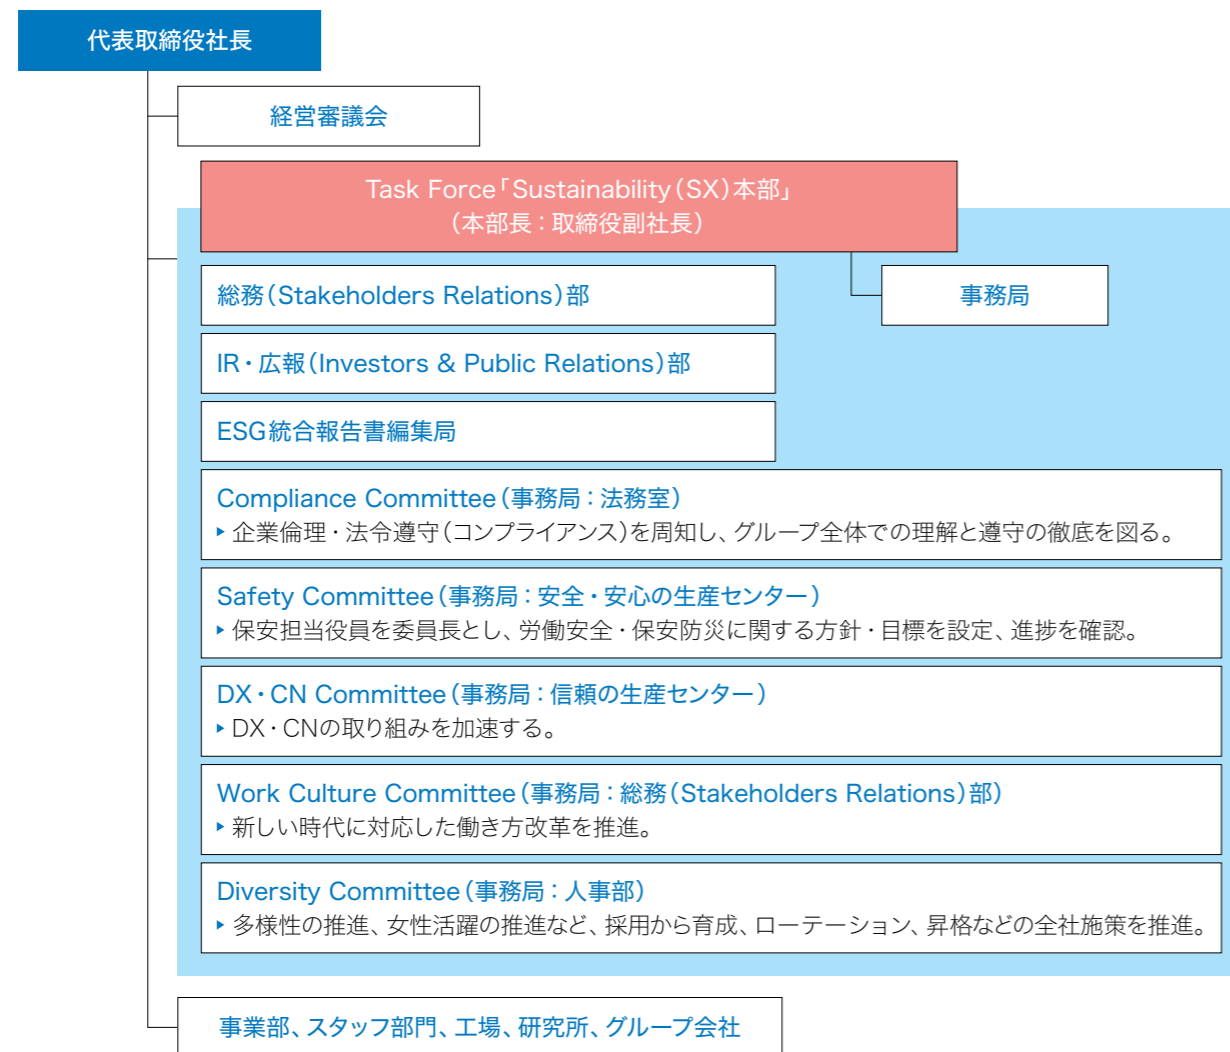 代表取締役社長
経営審議会
Task Force「Sustainability（SX）本部」
（本部長：取締役副社長）
総務（Stakeholders Relations）部
事務局
IR・広報（Investors & Public Relations）部
ESG統合報告書編集局
Compliance Committee（事務局：法務室）
▸企業倫理・法令遵守（コンプライアンス）を周知し、グループ全体での理解と遵守の徹底を図る。
Safety Committee（事務局：安全・安心の生産センター）
▸保安担当役員を委員長とし、労働安全・保安防災に関する方針・目標を設定、進捗を確認。
DX・CN Committee（事務局：信頼の生産センター）
▸DX・CNの取り組みを加速する。
Work Culture Committee（事務局：総務（Stakeholders Relations）部）
▸新しい時代に対応した働き方改革を推進。
Diversity Committee（事務局：人事部）
▸多様性の推進、女性活躍の推進など、採用から育成、ローテーション、昇格などの全社施策を推進。
事業部、スタッフ部門、工場、研究所、グループ会社